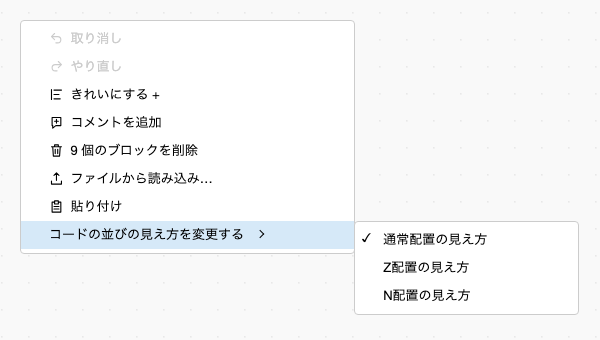 取り消し
やり直し
きれいにする +
コメントを追加
9 個のブロックを削除
ファイルから読み込み...
貼り付け
コードの並びの見え方を変更する
通常配置の見え方
Z配置の見え方
N配置の見え方